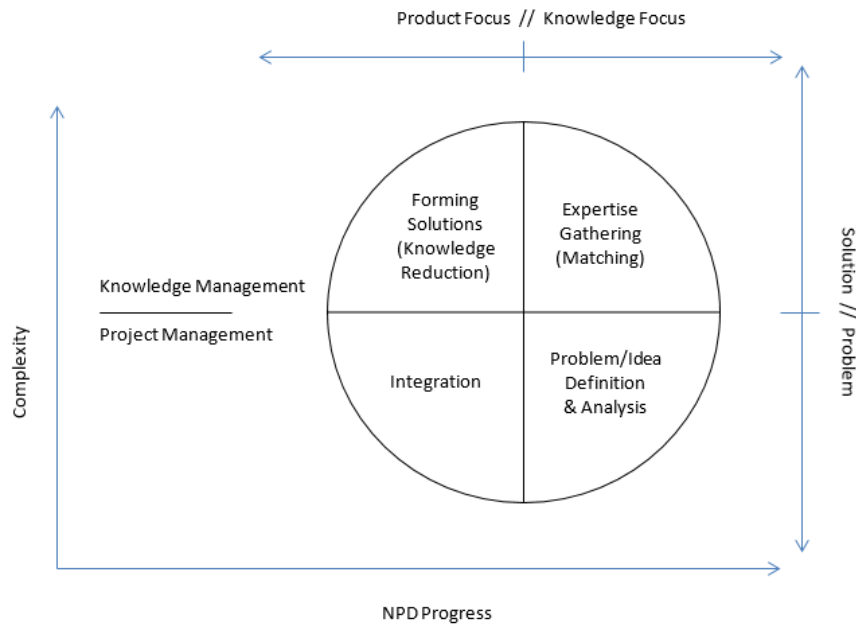 Product Focus // Knowledge Focus
Forming
Solutions
(Knowledge
Reduction)
Expertise
Gathering
(Matching)
Knowledge Management
Project Management
Integration
Problem/Idea
Definition
& Analysis
Complexity
Solution // Problem
NPD Progress